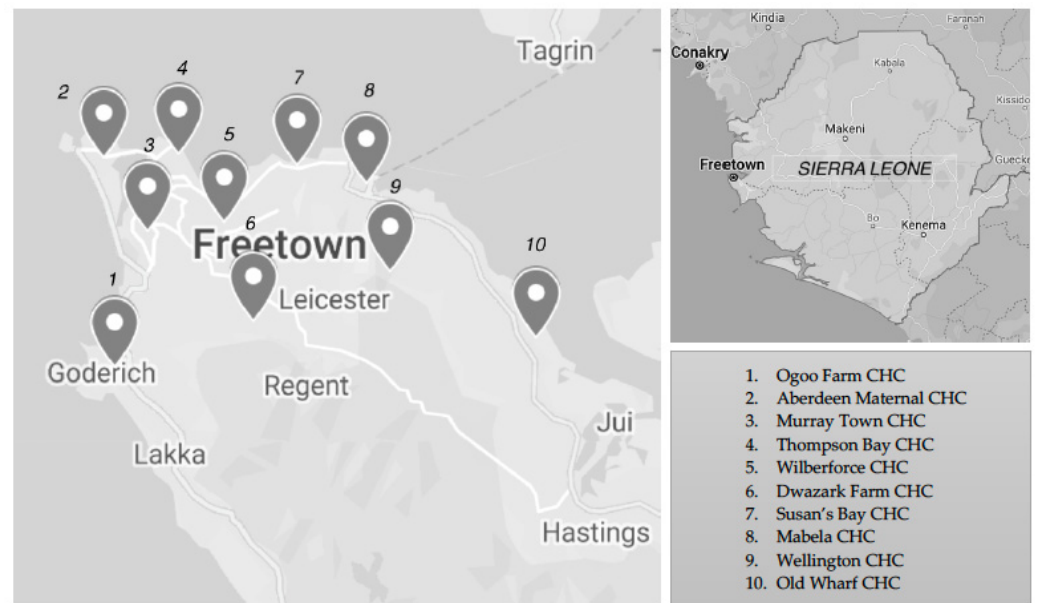 Tagrin
2
4
7
8
3
5
9
6
Freetown
10
1
Leicester
Goderich
Regent
Jui
Lakka
Hastings
Kindia
Faranah
Conakry
Kabala
Kissido
Makeni
Freetown
SIERRA LEONE
Guecke
Bo
Kenema
1. Ogoo Farm CHC
2. Aberdeen Maternal CHC
3. Murray Town CHC
4. Thompson Bay CHC
5. Wilberforce CHC
6. Dwazark Farm CHC
7. Susan's Bay CHC
8. Mabela CHC
9. Wellington CHC
10. Old Wharf CHC